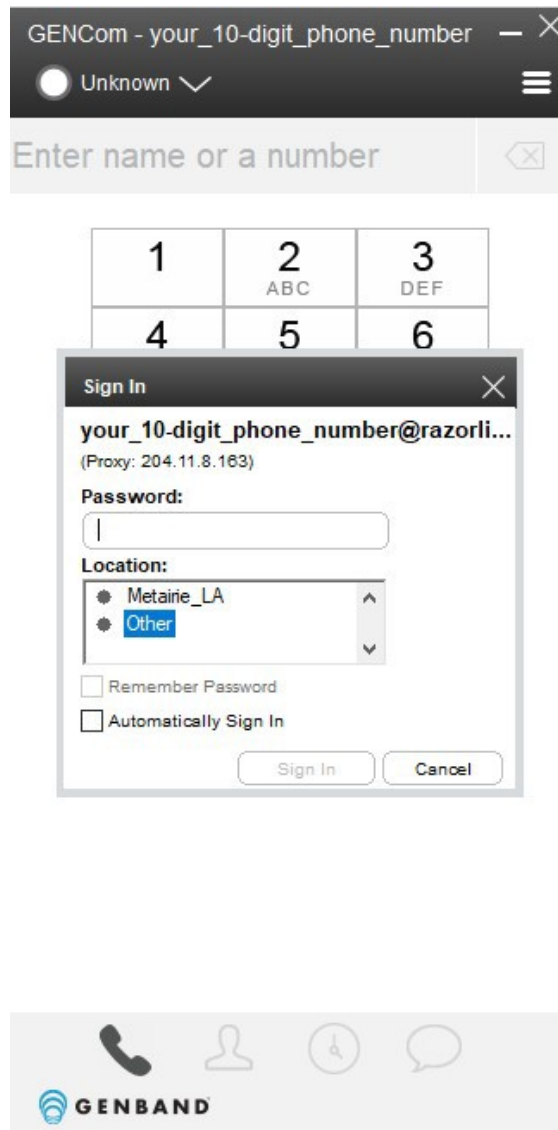 GENCom - your_10-digit_phone_number
Unknown
Enter name or a number
1 2 3
ABC DEF
4 5 6
Sign In
your_10-digit_phone_number@razorli...
(Proxy: 204.11.8.163)
Password:
Location:
Metairie_LA
Other
Remember Password
Automatically Sign In
Sign In Cancel
GENBAND